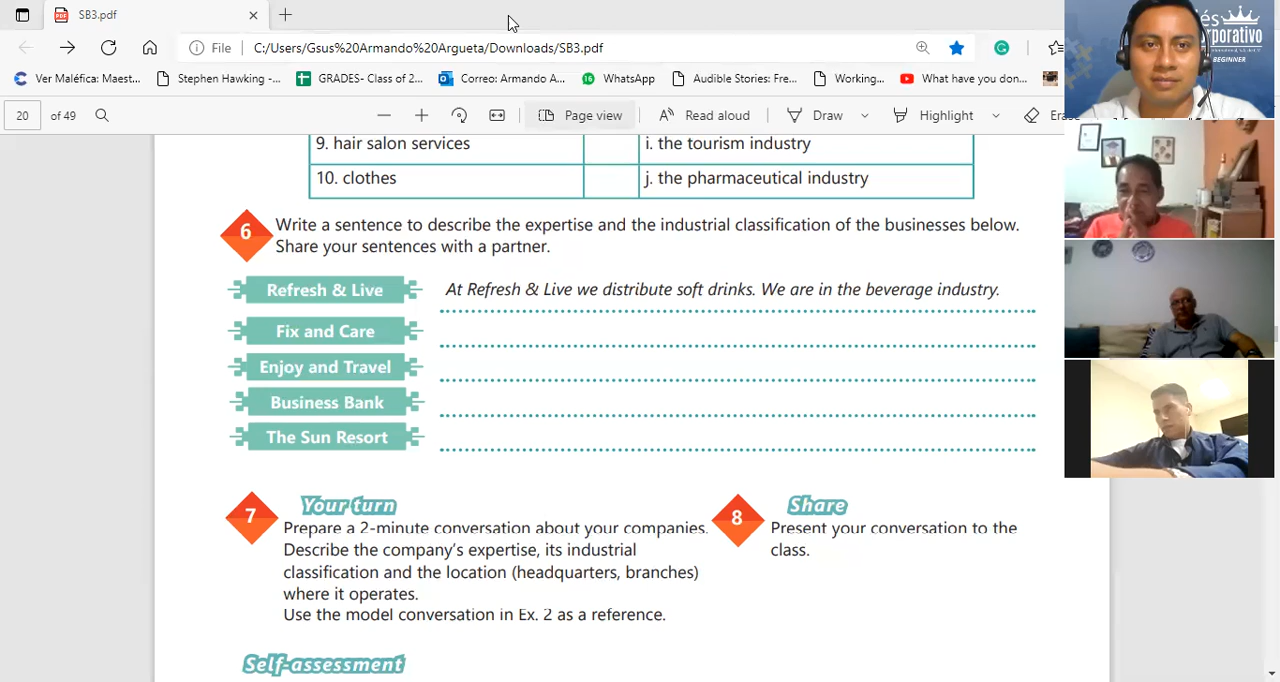 SB3.pdf
File C:/Users/Gsus%20Armando%20Argueta/Downloads/SB3.pdf
Ver Maléfica: Maest... Stephen Hawking -... GRADES- Class of 2... Correo: Armando A... 16 WhatsApp Audible Stories: Fre... Working... What have you don...
20 of 49 Page view Read aloud Draw Highlight
9. hair salon services i. the tourism industry
10. clothes j. the pharmaceutical industry
6 Write a sentence to describe the expertise and the industrial classification of the businesses below.
Share your sentences with a partner.
Refresh & Live At Refresh & Live we distribute soft drinks. We are in the beverage industry.
Fix and Care
Enjoy and Travel
Business Bank
The Sun Resort
7 Your turn
Prepare a 2-minute conversation about your companies.
Describe the company's expertise, its industrial
classification and the location (headquarters, branches)
where it operates.
Use the model conversation in Ex. 2 as a reference.
8 Share
Present your conversation to the
class.
Self-assessment
BEGINNER